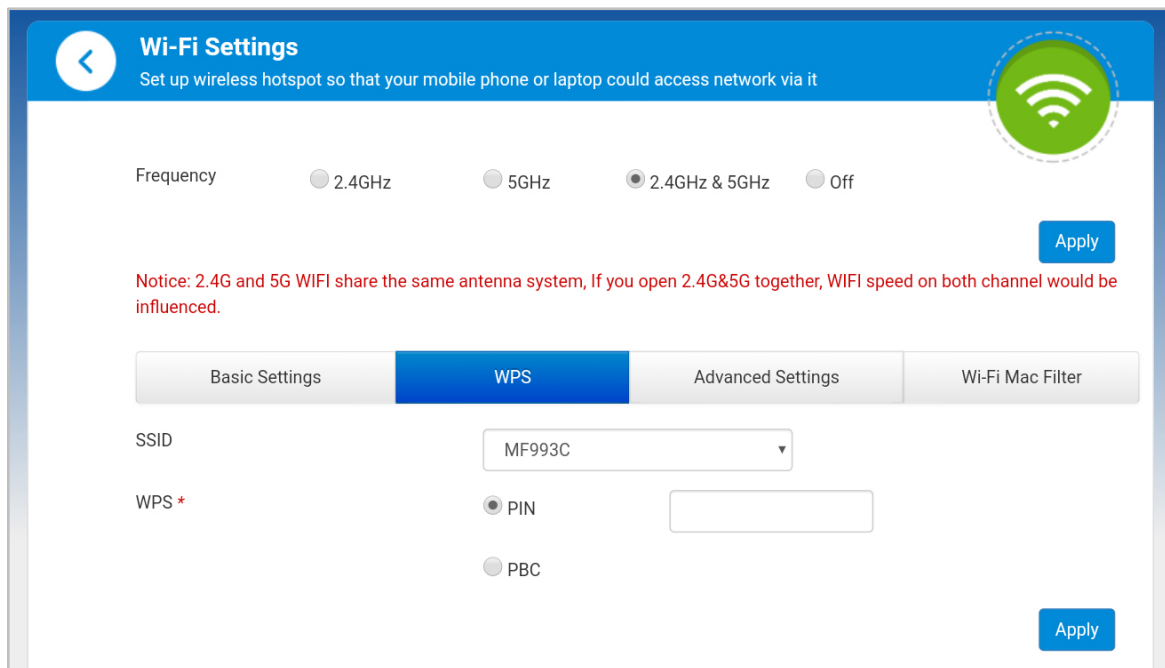 Wi-Fi Settings
Set up wireless hotspot so that your mobile phone or laptop could access network via it
Frequency 2.4GHz 5GHz 2.4GHz & 5GHz Off
Apply
Notice: 2.4G and 5G WIFI share the same antenna system, If you open 2.4G&5G together, WIFI speed on both channel would be
influenced.
Basic Settings WPS Advanced Settings Wi-Fi Mac Filter
SSID MF993C
WPS * PIN
PBC
Apply